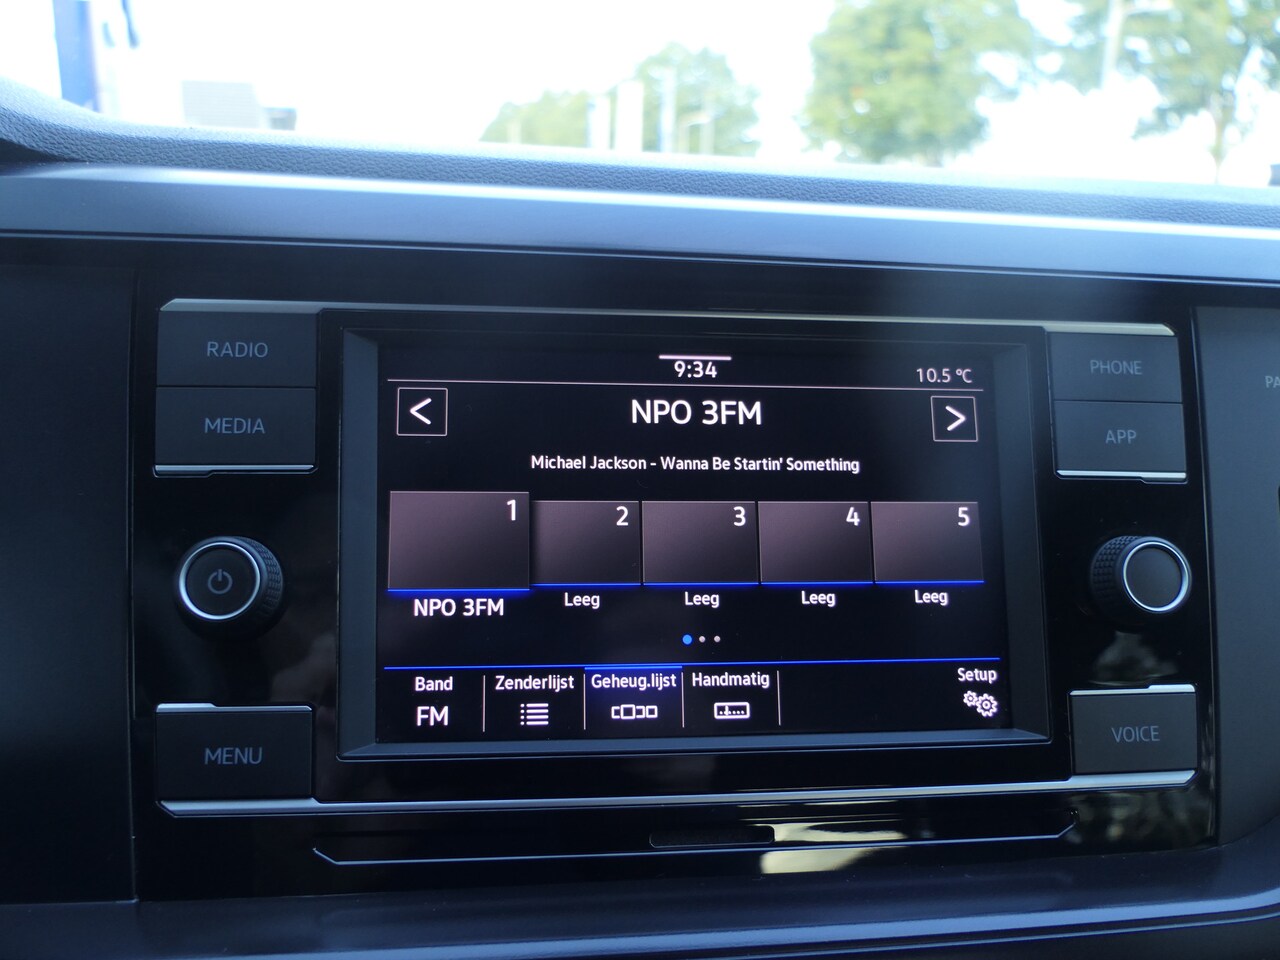 RADIO
MEDIA
MENU
9:34
10.5 °C
<
NPO 3FM
>
Michael Jackson - Wanna Be Startin' Something
1
2
3
4
5
NPO 3FM
Leeg
Leeg
Leeg
Leeg
Band
FM
Zenderlijst
Geheug.lijst
Handmatig
Setup
PHONE
APP
VOICE
PA